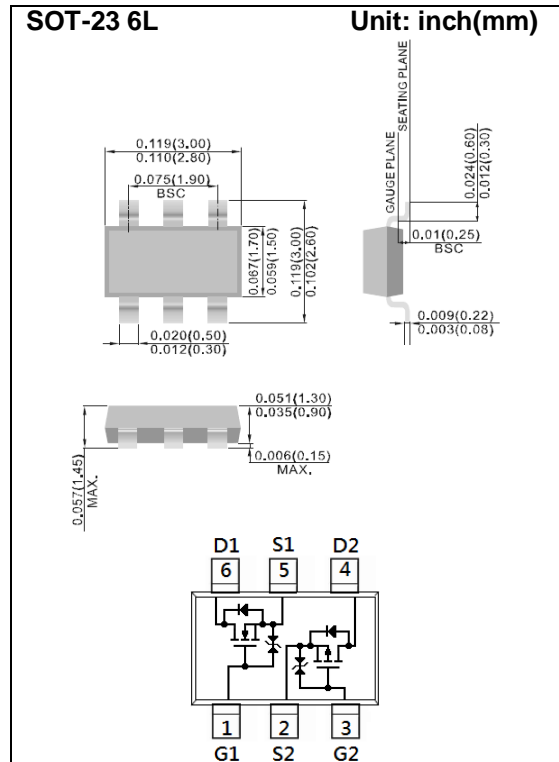 SOT-23 6L Unit: inch(mm)
SEATING PLANE
GAUGE PLANE
0.119(3.00)
0.110(2.80)
0.075(1.90)
BSC
0.067(1.70)
0.059(1.50)
0.119(3.00)
0.102(2.60)
0.024(0.60)
0.012(0.30)
0.01(0.25)
BSC
0.020(0.50)
0.012(0.30)
0.009(0.22)
0.003(0.08)
0.051(1.30)
0.035(0.90)
0.057(1.45)
MAX.
0.006(0.15)
MAX.
D1 S1 D2
6 5 4
1 2 3
G1 S2 G2